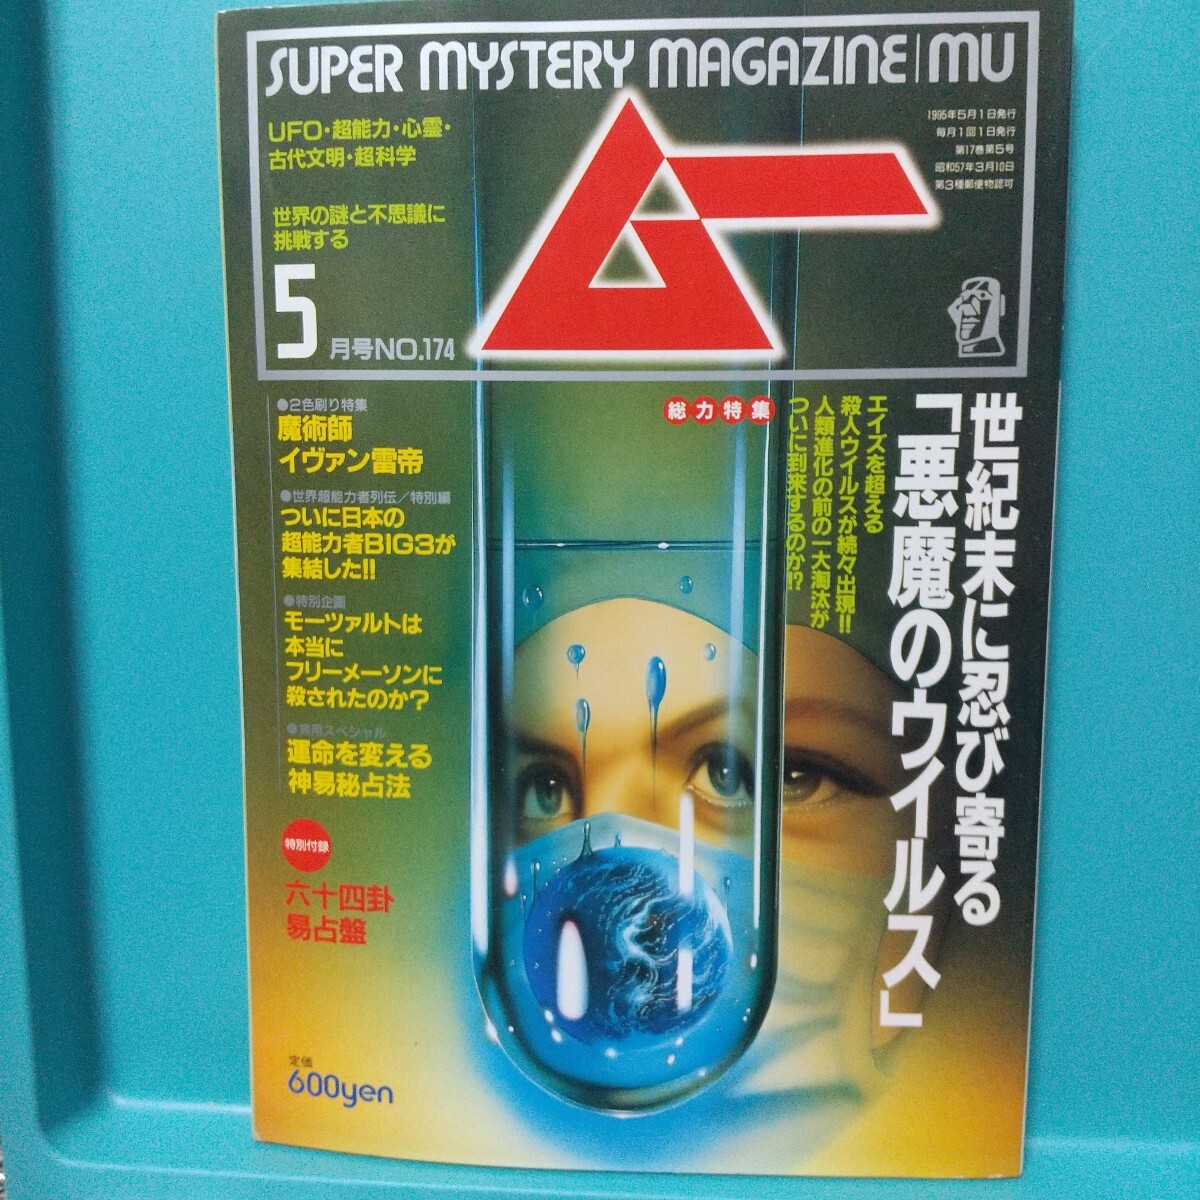 SUPER MYSTERY MAGAZINE|MU
UFO・超能力・心霊・
古代文明・超科学
世界の謎と不思議に
挑戦する
5
月号NO.174
ムー
1995年5月1日発行
毎月1回1日発行
第17巻第5号
昭和57年3月10日
第3種郵便物認可
総力特集
世紀末に忍び寄る
「悪魔のウイルス」
エイズを超える
殺人ウイルスが続々出現!!
人類進化の前の一大淘汰が
ついに到来するのか!?
●2色刷り特集
魔術師
イヴァン雷帝
●世界超能力者列伝／特別編
ついに日本の
超能力者BIG3が
集結した!!
●特別企画
モーツァルトは
本当に
フリーメーソンに
殺されたのか?
●実用スペシャル
運命を変える
神易秘占法
特別付録
六十四卦
易占盤
定価
600yen